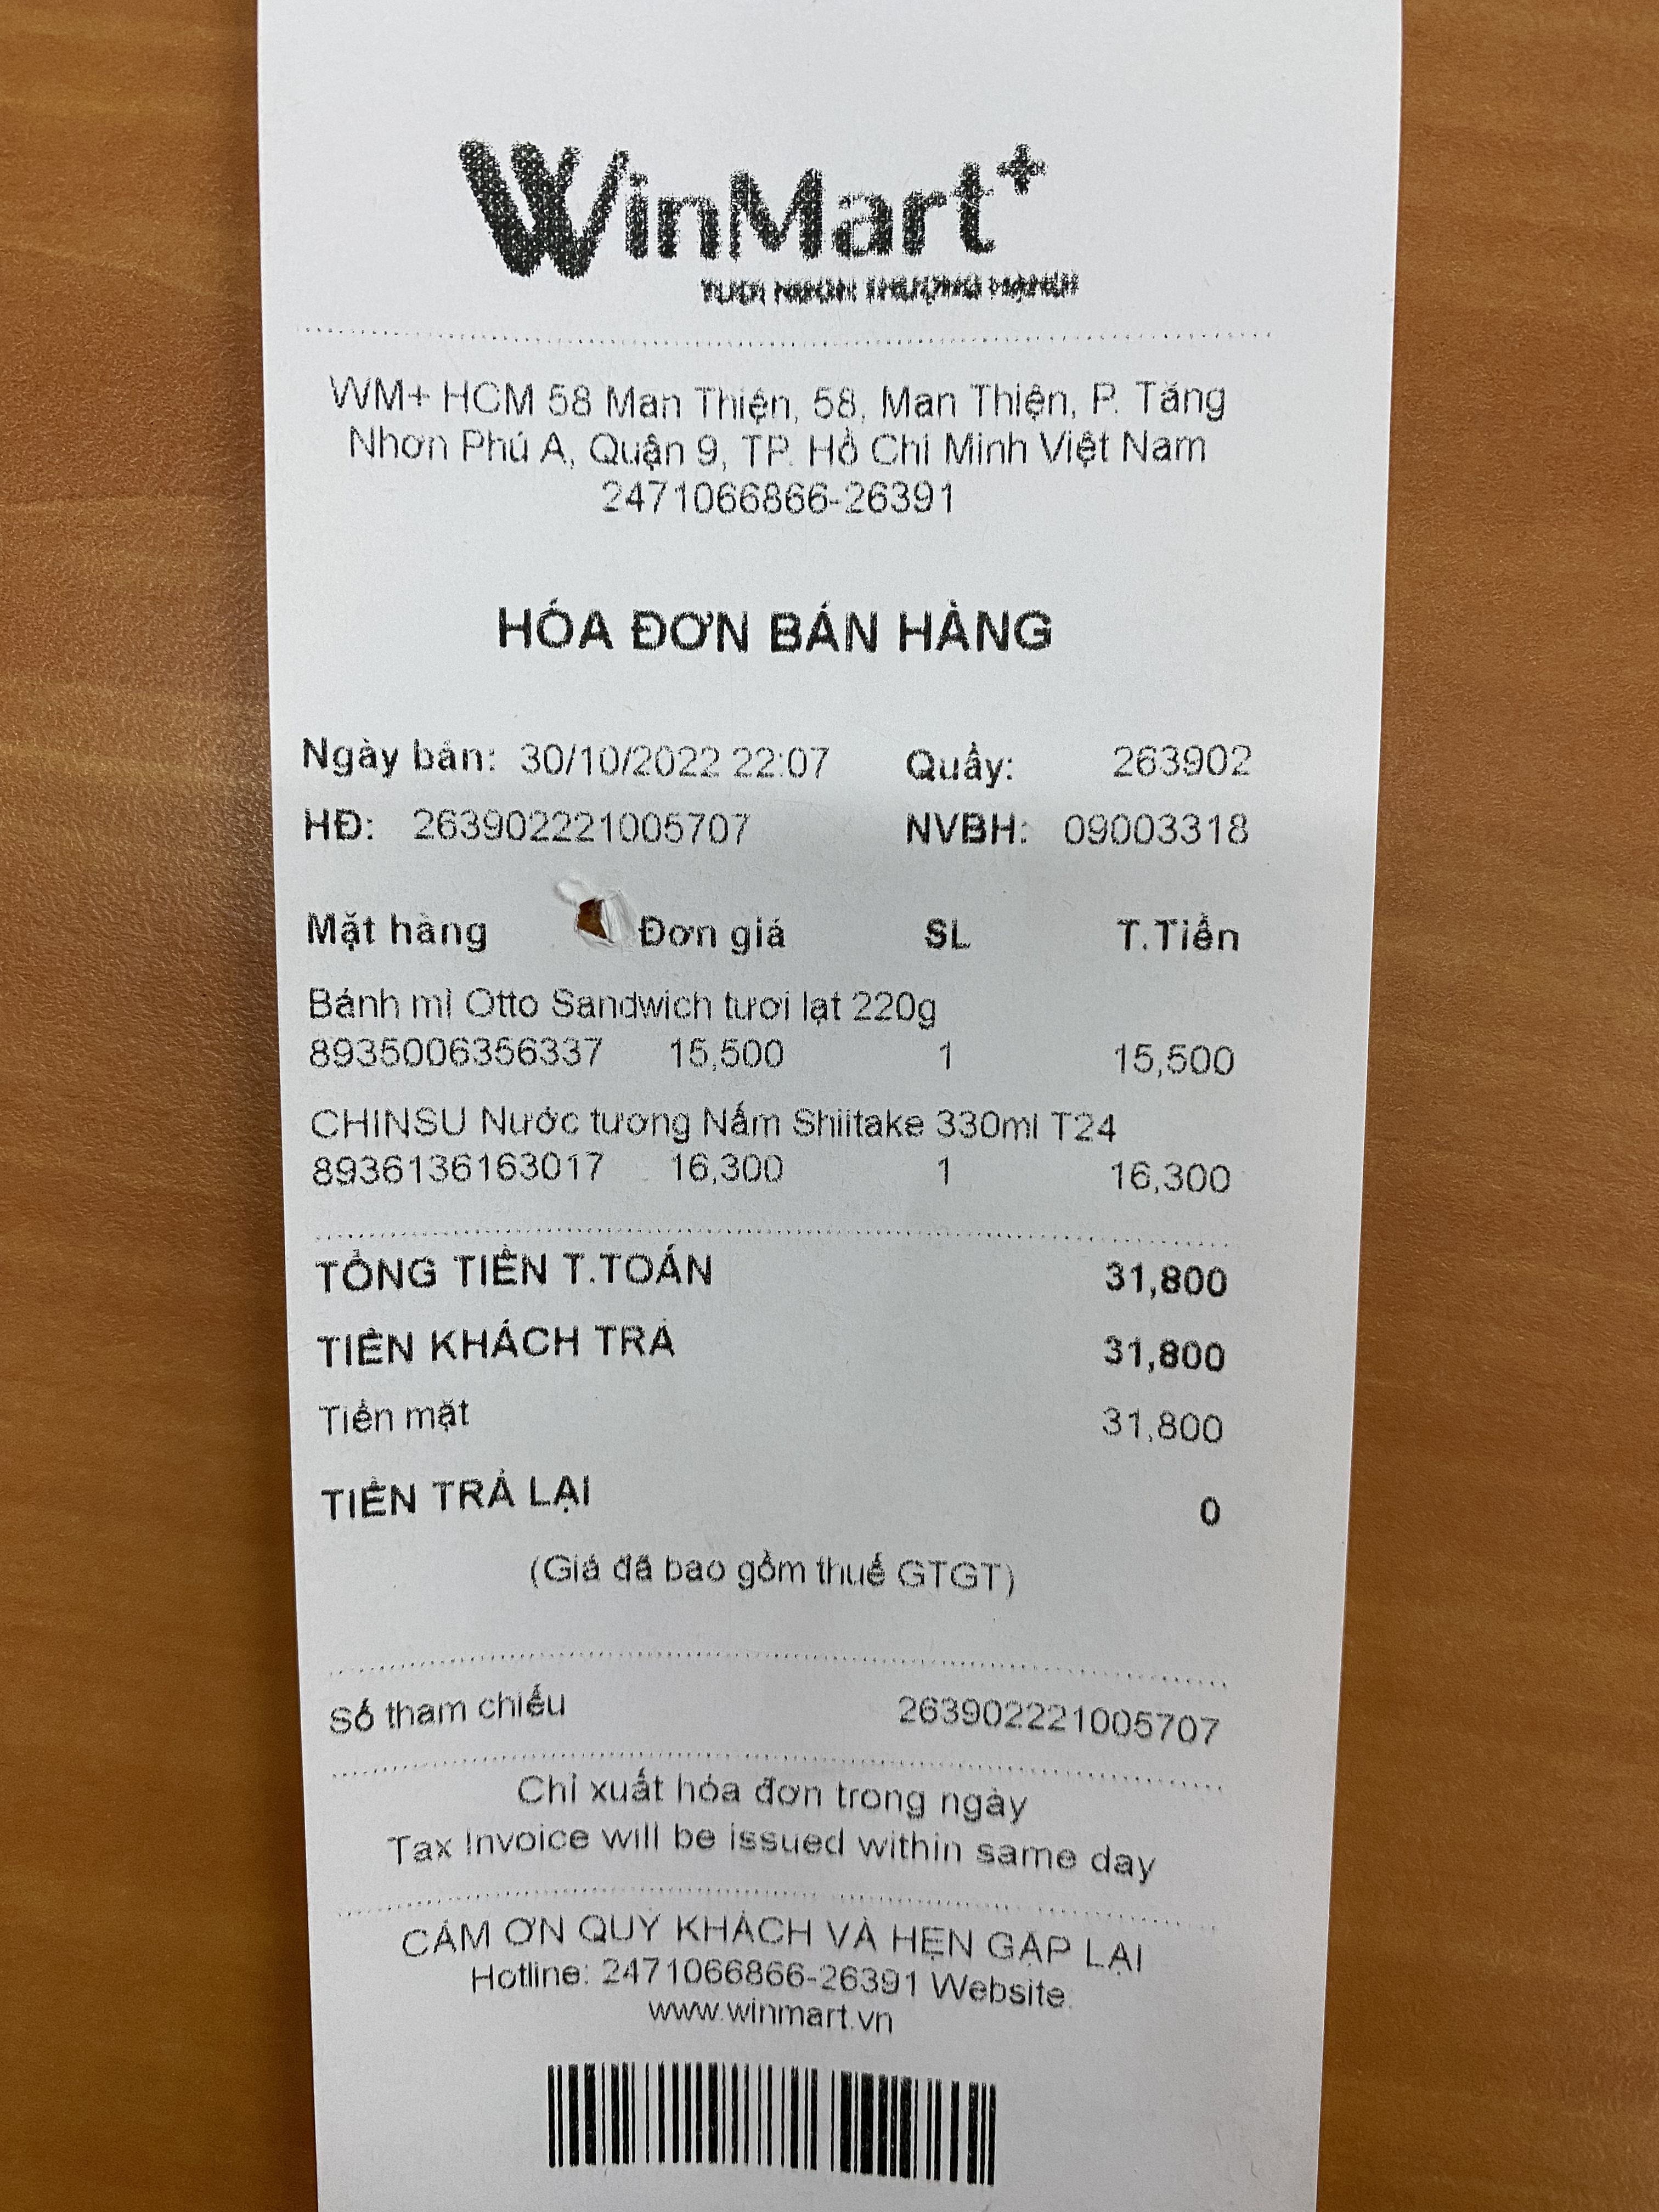 WinMart+
WM+ HCM 58 Man Thiện, 58, Man Thiện, P. Tăng
Nhơn Phú A, Quận 9, TP. Hồ Chí Minh Việt Nam
2471066866-26391
HÓA ĐƠN BÁN HÀNG
Ngày bán: 30/10/2022 22:07 Quầy: 263902
HĐ: 263902221005707 NVBH: 09003318
Mặt hàng Đơn giá SL T.Tiền
Bánh mì Otto Sandwich tươi lạt 220g
8935006356337 15,500 1 15,500
CHINSU Nước tương Nấm Shiitake 330ml T24
8936136163017 16,300 1 16,300
TỔNG TIỀN T.TOÁN 31,800
TIỀN KHÁCH TRẢ 31,800
Tiền mặt 31,800
TIỀN TRẢ LẠI 0
(Giá đã bao gồm thuế GTGT)
Số tham chiếu 263902221005707
Chỉ xuất hóa đơn trong ngày
Tax Invoice will be issued within same day
CẢM ƠN QUÝ KHÁCH VÀ HẸN GẶP LẠI
Hotline: 2471066866-26391 Website:
www.winmart.vn